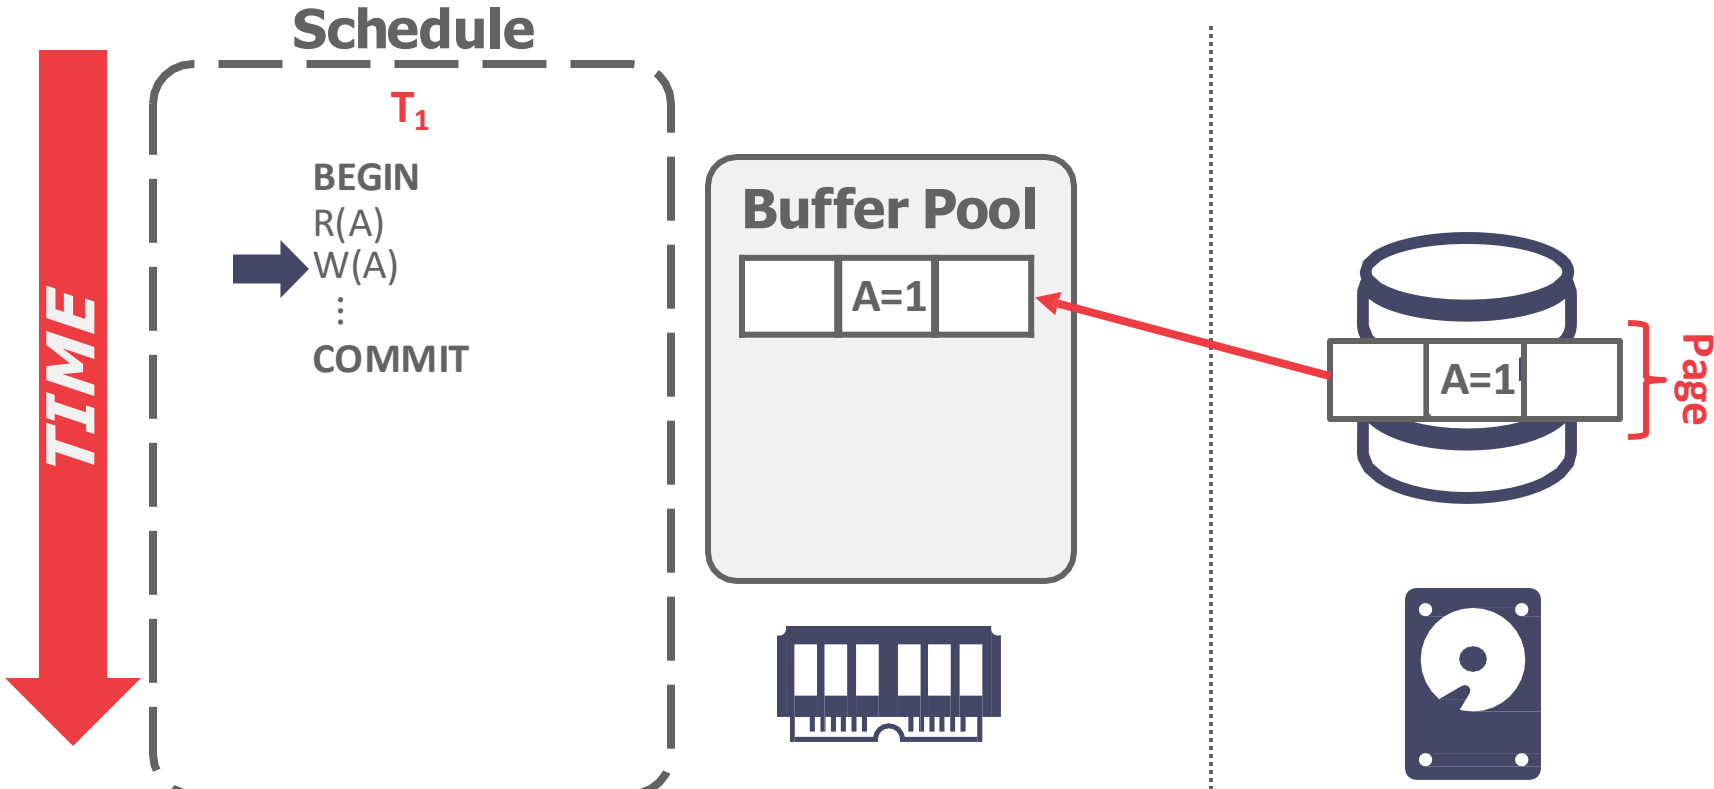 Schedule
TIME
T₁
BEGIN
R(A)
W(A)
⋮
COMMIT
Buffer Pool
A=1
A=1
Page